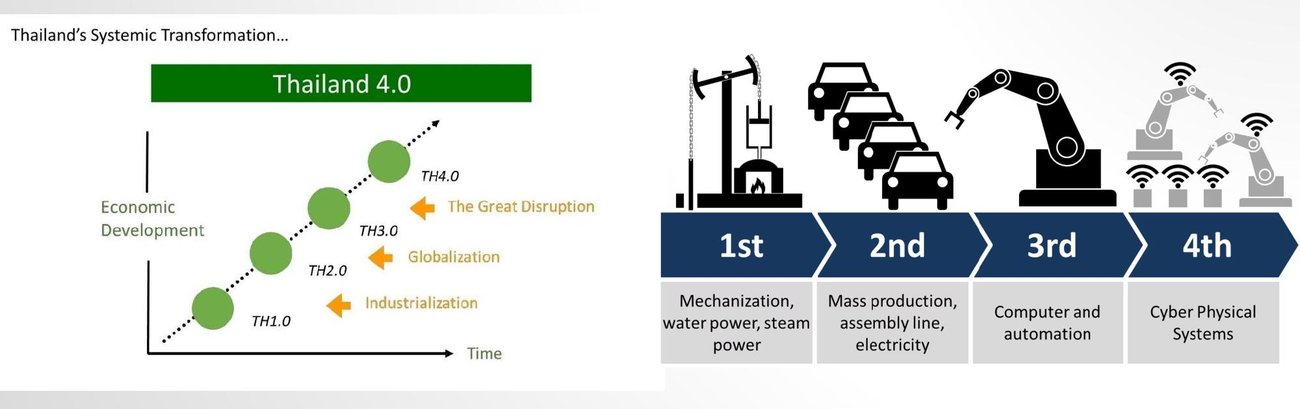 Thailand's Systemic Transformation...
Thailand 4.0
Economic
Development
TH4.0
The Great Disruption
TH3.0
Globalization
TH2.0
Industrialization
TH1.0
Time
1st
2nd
3rd
4th
Mechanization,
water power, steam
power
Mass production,
assembly line,
electricity
Computer and
automation
Cyber Physical
Systems